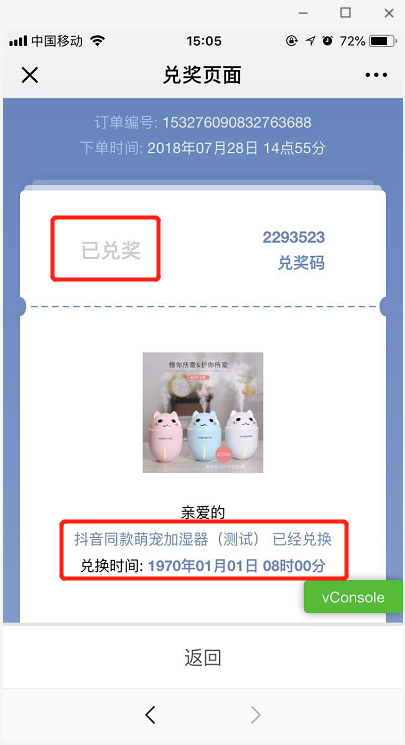 中国移动 15:05 72%
兑奖页面
订单编号: 153276090832763688
下单时间: 2018年07月28日 14点55分
已兑奖
2293523
兑奖码
懂你所需&护你所爱
亲爱的
抖音同款萌宠加湿器（测试） 已经兑换
兑换时间: 1970年01月01日 08时00分
vConsole
返回